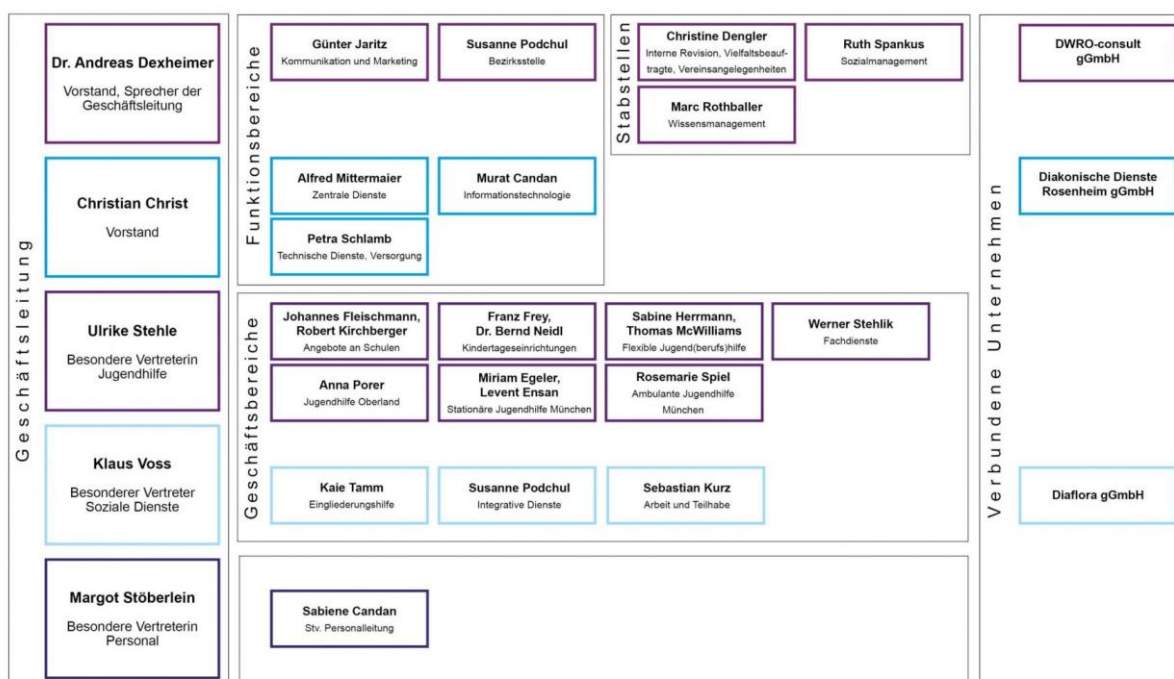 Geschäftsleitung
Dr. Andreas Dexheimer
Vorstand, Sprecher der
Geschäftsleitung
Christian Christ
Vorstand
Ulrike Stehle
Besondere Vertreterin
Jugendhilfe
Klaus Voss
Besonderer Vertreter
Soziale Dienste
Margot Stöberlein
Besondere Vertreterin
Personal
Funktionsbereiche
Günter Jaritz
Kommunikation und Marketing
Susanne Podchul
Bezirksstelle
Alfred Mittermaier
Zentrale Dienste
Murat Candan
Informationstechnologie
Petra Schlamb
Technische Dienste, Versorgung
Stabstellen
Christine Dengler
Interne Revision, Vielfaltsbeauf-
tragte, Vereinsangelegenheiten
Ruth Spankus
Sozialmanagement
Marc Rothballer
Wissensmanagement
Geschäftsbereiche
Johannes Fleischmann,
Robert Kirchberger
Angebote an Schulen
Franz Frey,
Dr. Bernd Neidl
Kindertageseinrichtungen
Sabine Herrmann,
Thomas McWilliams
Flexible Jugend(berufs)hilfe
Werner Stehlik
Fachdienste
Anna Porer
Jugendhilfe Oberland
Miriam Egeler,
Levent Ensan
Stationäre Jugendhilfe München
Rosemarie Spiel
Ambulante Jugendhilfe
München
Kaie Tamm
Eingliederungshilfe
Susanne Podchul
Integrative Dienste
Sebastian Kurz
Arbeit und Teilhabe
Sabiene Candan
Stv. Personalleitung
Verbundene Unternehmen
DWRO-consult
gGmbH
Diakonische Dienste
Rosenheim gGmbH
Diaflora gGmbH